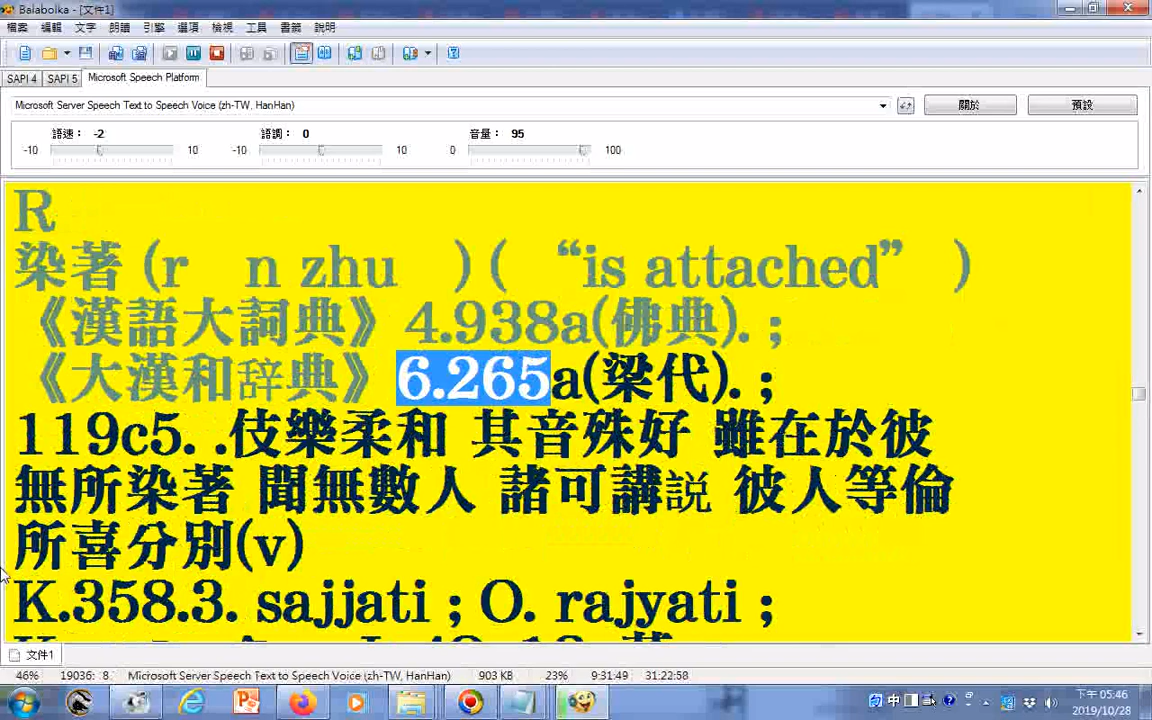 Balabolka - [文件1]
檔案 編輯 文字 朗讀 引擎 選項 檢視 工具 書籤 說明
SAPI 4 SAPI 5 Microsoft Speech Platform
Microsoft Server Speech Text to Speech Voice (zh-TW, HanHan) 關於 預設
語速： -2 語調： 0 音量： 95
-10 10 -10 10 0 100
R
染著 (r n zhu ) ( “is attached” )
《漢語大詞典》 4.938a(佛典). ;
《大漢和辞典》 6.265a(梁代). ;
119c5. .伎樂柔和 其音殊好 雖在於彼
無所染著 聞無數人 諸可講説 彼人等倫
所喜分別(v)
K.358.3. sajjati ; O. rajyati ;
文件1
46% 19036: 8. Microsoft Server Speech Text to Speech Voice (zh-TW, HanHan) 903 KB 23% 9:31:49 31:22:58
中 下午 05:46
2019/10/28